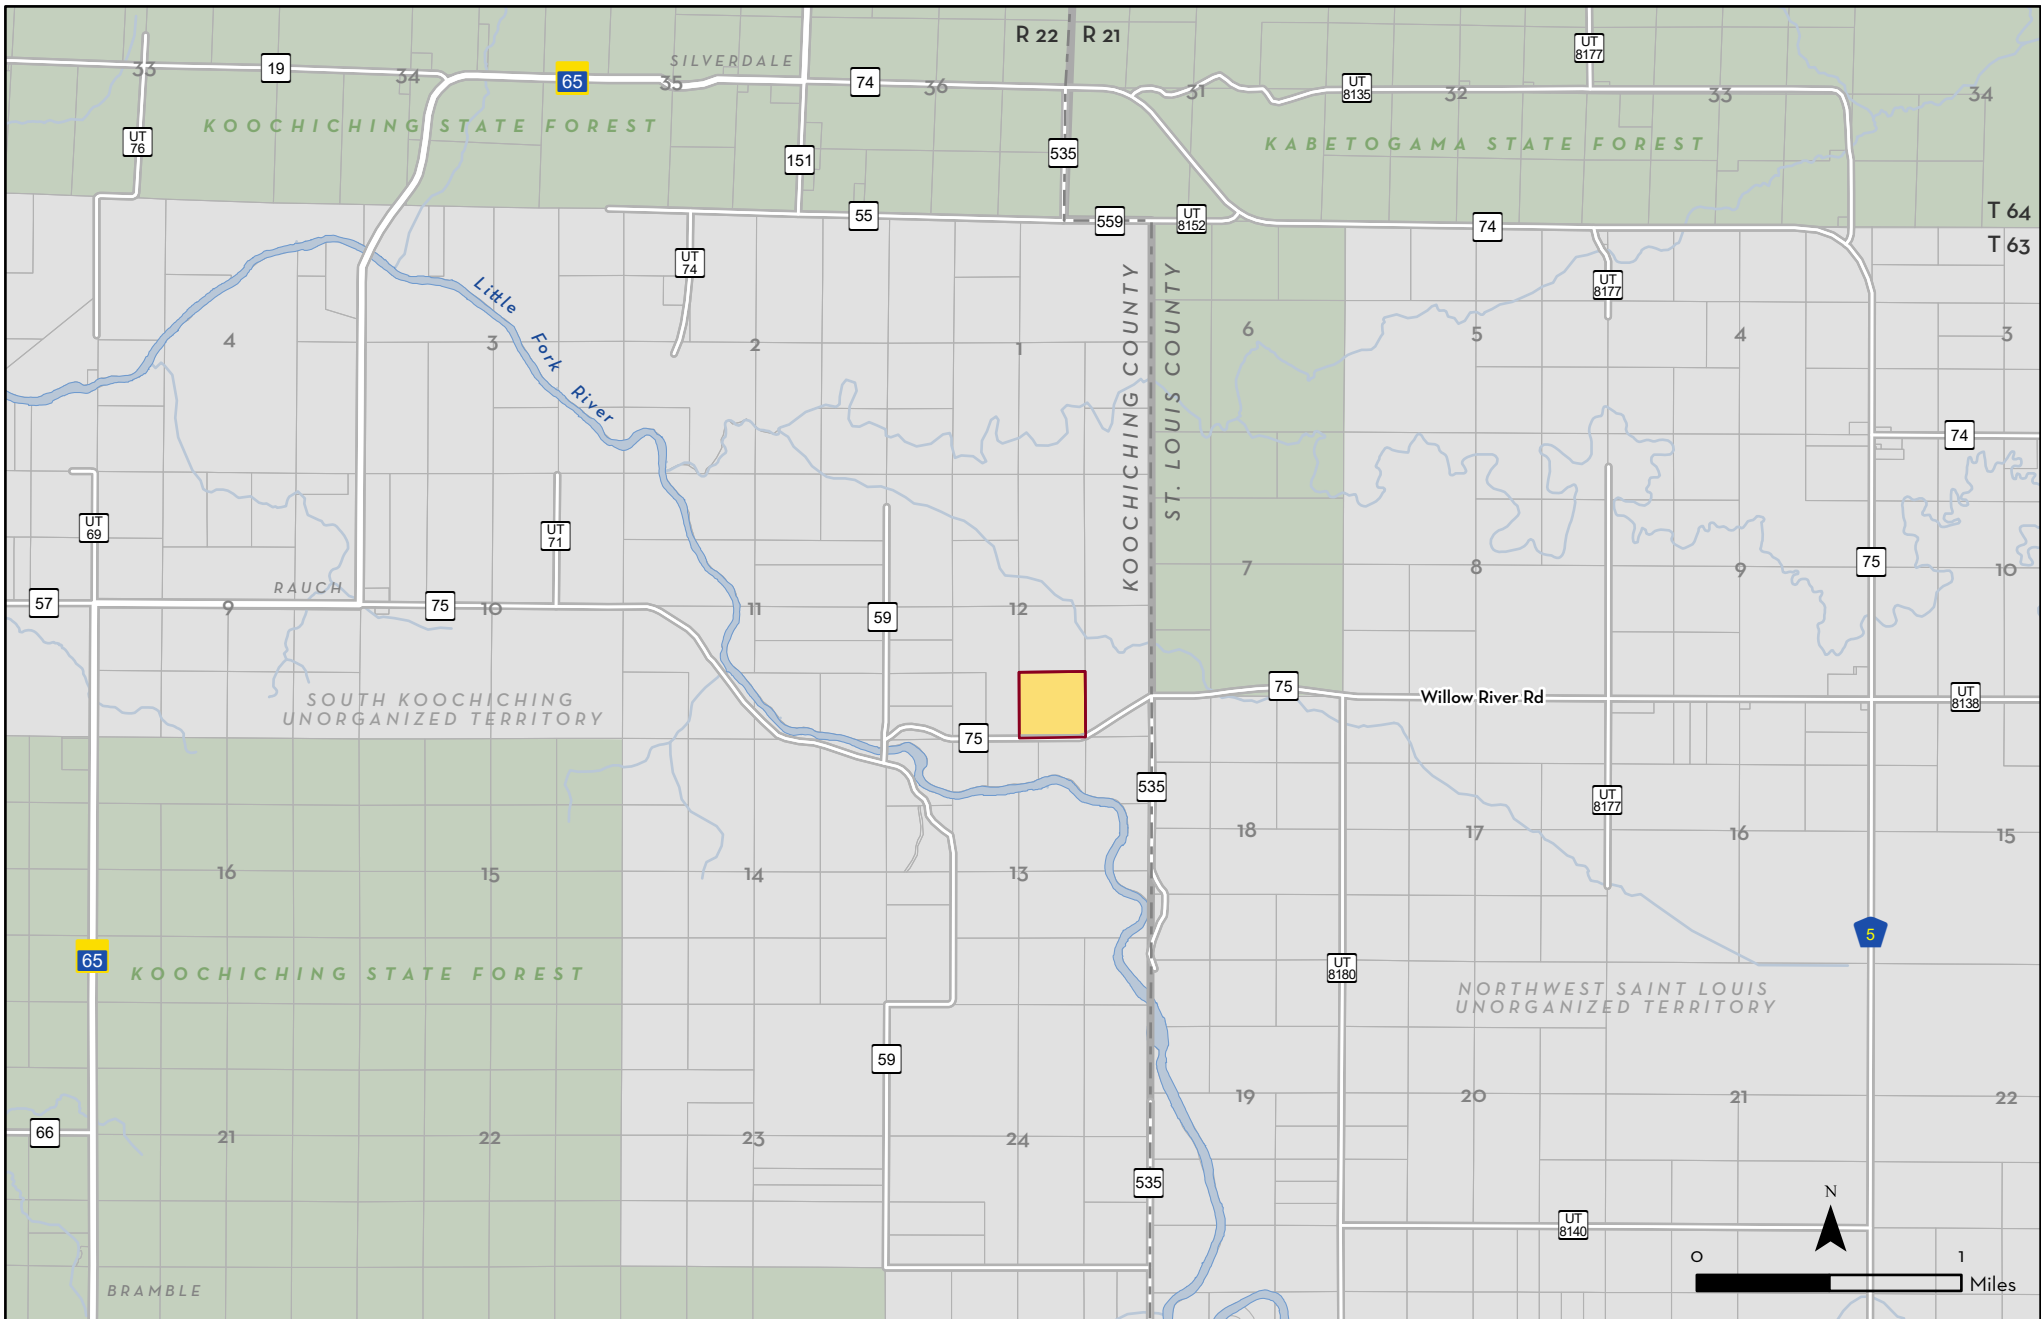 R 22
R 21
UT
8177
33
19
34
65
35
SILVERDALE
74
36
31
UT
8135
32
33
34
KOOCHICHING STATE FOREST
KABETOGAMA STATE FOREST
UT
76
151
535
55
559
UT
8152
74
T 64
T 63
UT
74
UT
8177
Little Fork River
KOOCHICHING COUNTY
ST. LOUIS COUNTY
4
3
2
1
6
5
4
3
74
UT
69
UT
71
75
7
8
9
10
57
RAUCH
9
75
10
11
59
12
SOUTH KOOCHICHING
UNORGANIZED TERRITORY
75
75
Willow River Rd
UT
8138
535
UT
8177
16
15
14
13
18
17
16
15
65
KOOCHICHING STATE FOREST
5
UT
8180
NORTHWEST SAINT LOUIS
UNORGANIZED TERRITORY
59
19
20
21
22
66
21
22
23
24
535
UT
8140
N
0
1
Miles
BRAMBLE